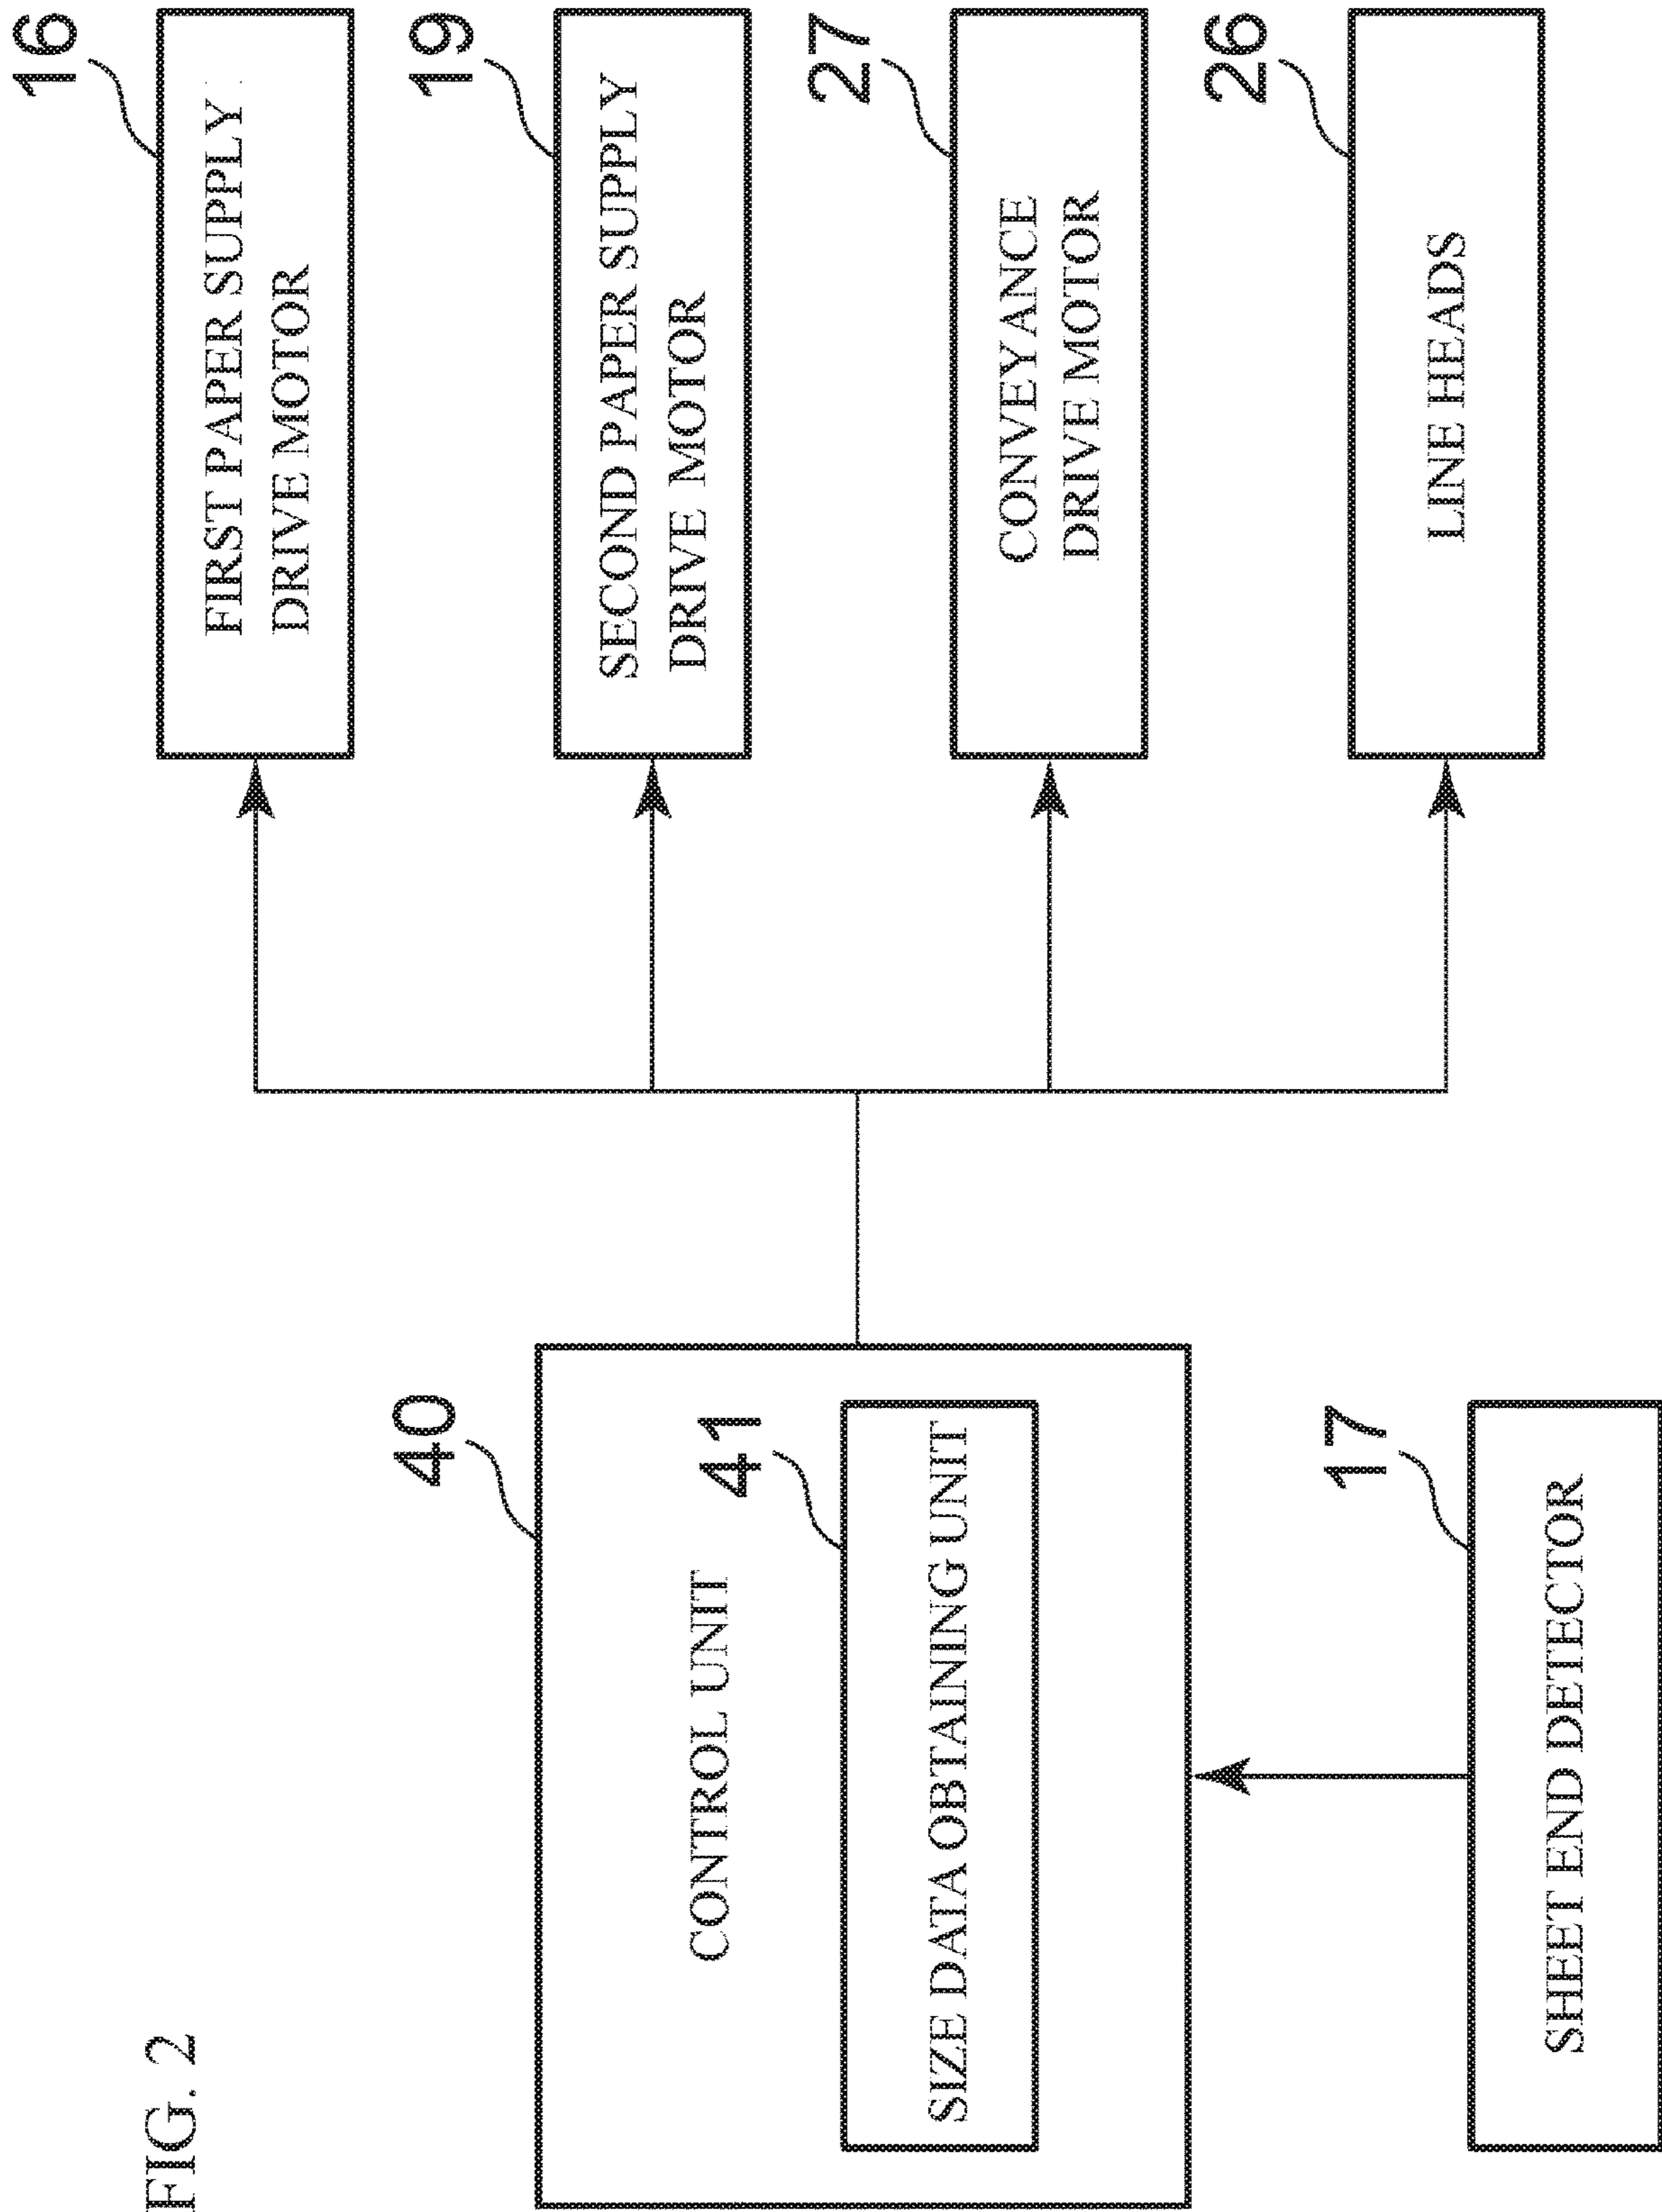 FIG. 2
40
CONTROL UNIT
41
SIZE DATA OBTAINING UNIT
17
SHEET END DETECTOR
16
FIRST PAPER SUPPLY
DRIVE MOTOR
19
SECOND PAPER SUPPLY
DRIVE MOTOR
27
CONVEYANCE
DRIVE MOTOR
26
LINE HEADS